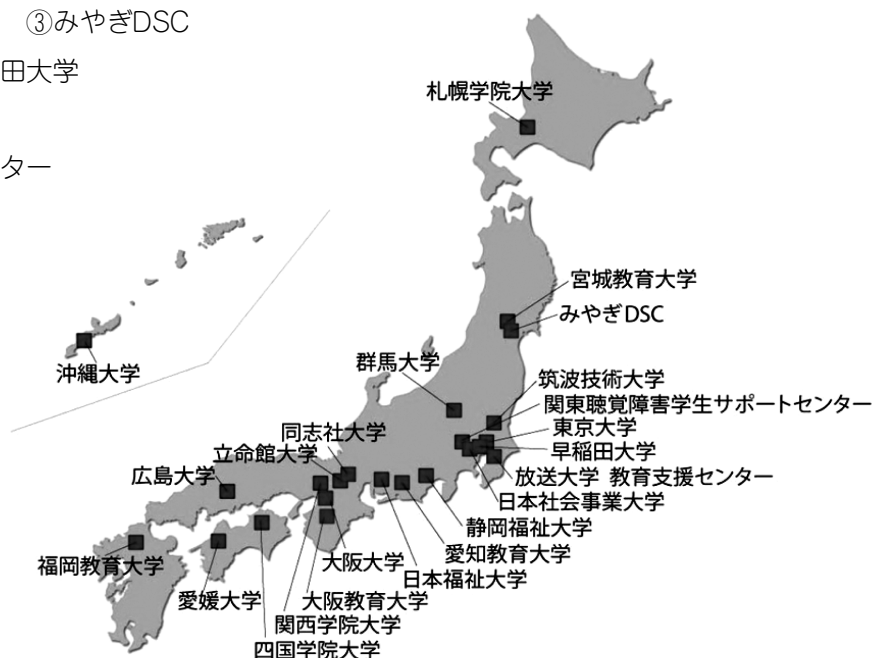 ③みやぎDSC
田大学
ター
札幌学院大学
宮城教育大学
みやぎDSC
沖縄大学
群馬大学
筑波技術大学
関東聴覚障害学生サポートセンター
東京大学
早稲田大学
同志社大学
立命館大学
広島大学
放送大学 教育支援センター
日本社会事業大学
静岡福祉大学
愛知教育大学
大阪大学
福岡教育大学
日本福祉大学
愛媛大学
大阪教育大学
関西学院大学
四国学院大学